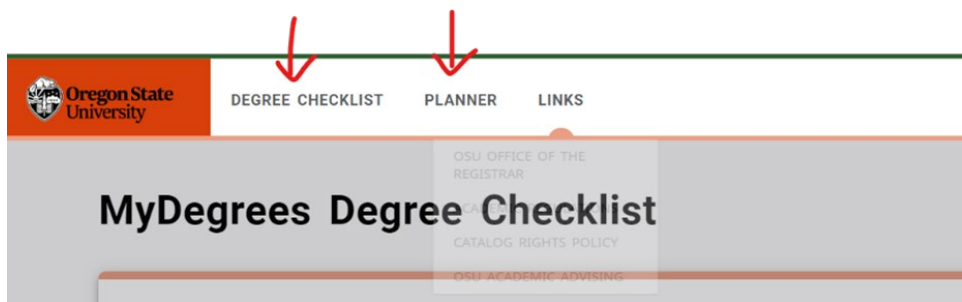 Oregon State
University
DEGREE CHECKLIST
PLANNER
LINKS
OSU OFFICE OF THE
REGISTRAR
MyDegrees Degree Checklist
CATALOG RIGHTS POLICY
OSU ACADEMIC ADVISING